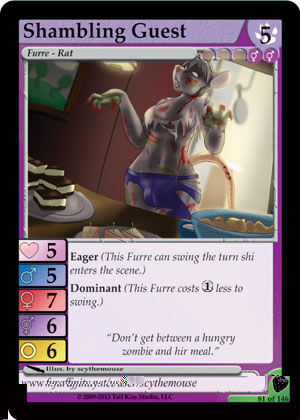 Shambling Guest
5
Furre - Rat
5
5
7
6
6
Eager (This Furre can swing the turn shi
enters the scene.)
Dominant (This Furre costs 1 less to
swing.)
"Don't get between a hungry
zombie and hir meal."
Illus. by scythemouse
© 2009-2013 Tail Kiss Studio, LLC
81 of 146